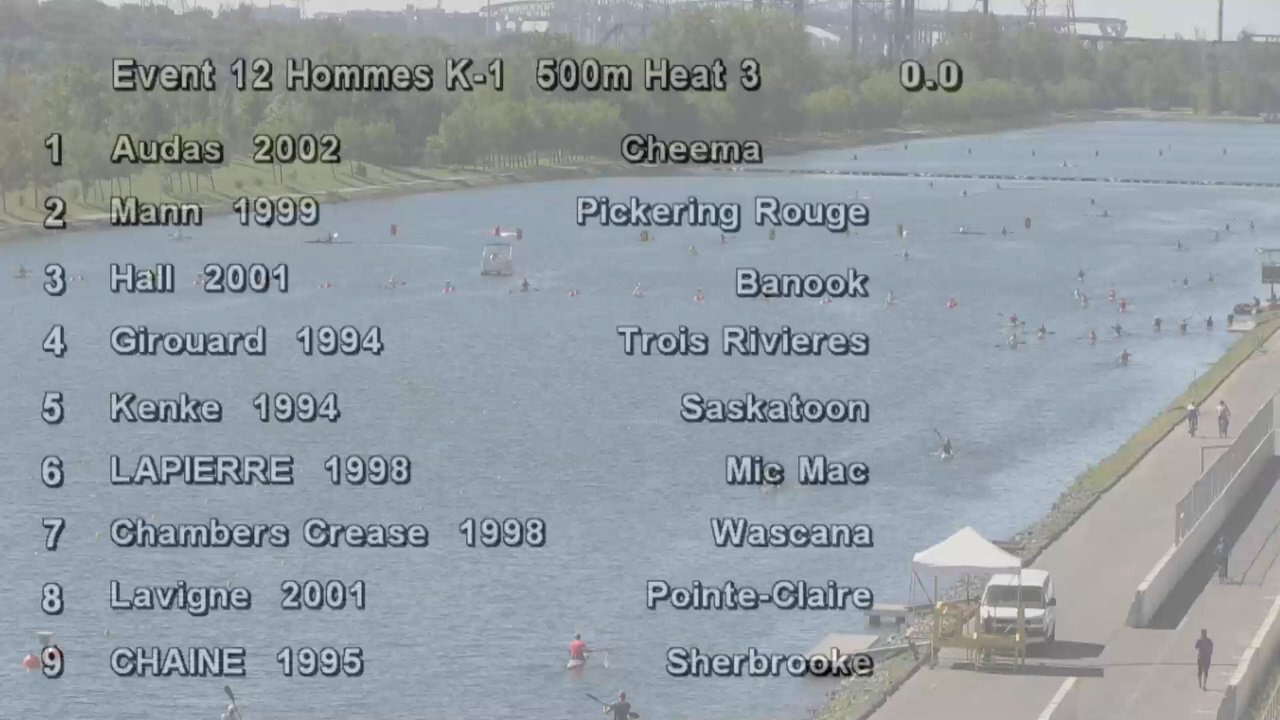 Event 12 Hommes K-1 500m Heat 3 0.0
1 Audas 2002 Cheema
2 Mann 1999 Pickering Rouge
3 Hall 2001 Banook
4 Girouard 1994 Trois Rivieres
5 Kenke 1994 Saskatoon
6 LAPIERRE 1998 Mic Mac
7 Chambers Crease 1998 Wascana
8 Lavigne 2001 Pointe-Claire
9 CHAINE 1995 Sherbrooke